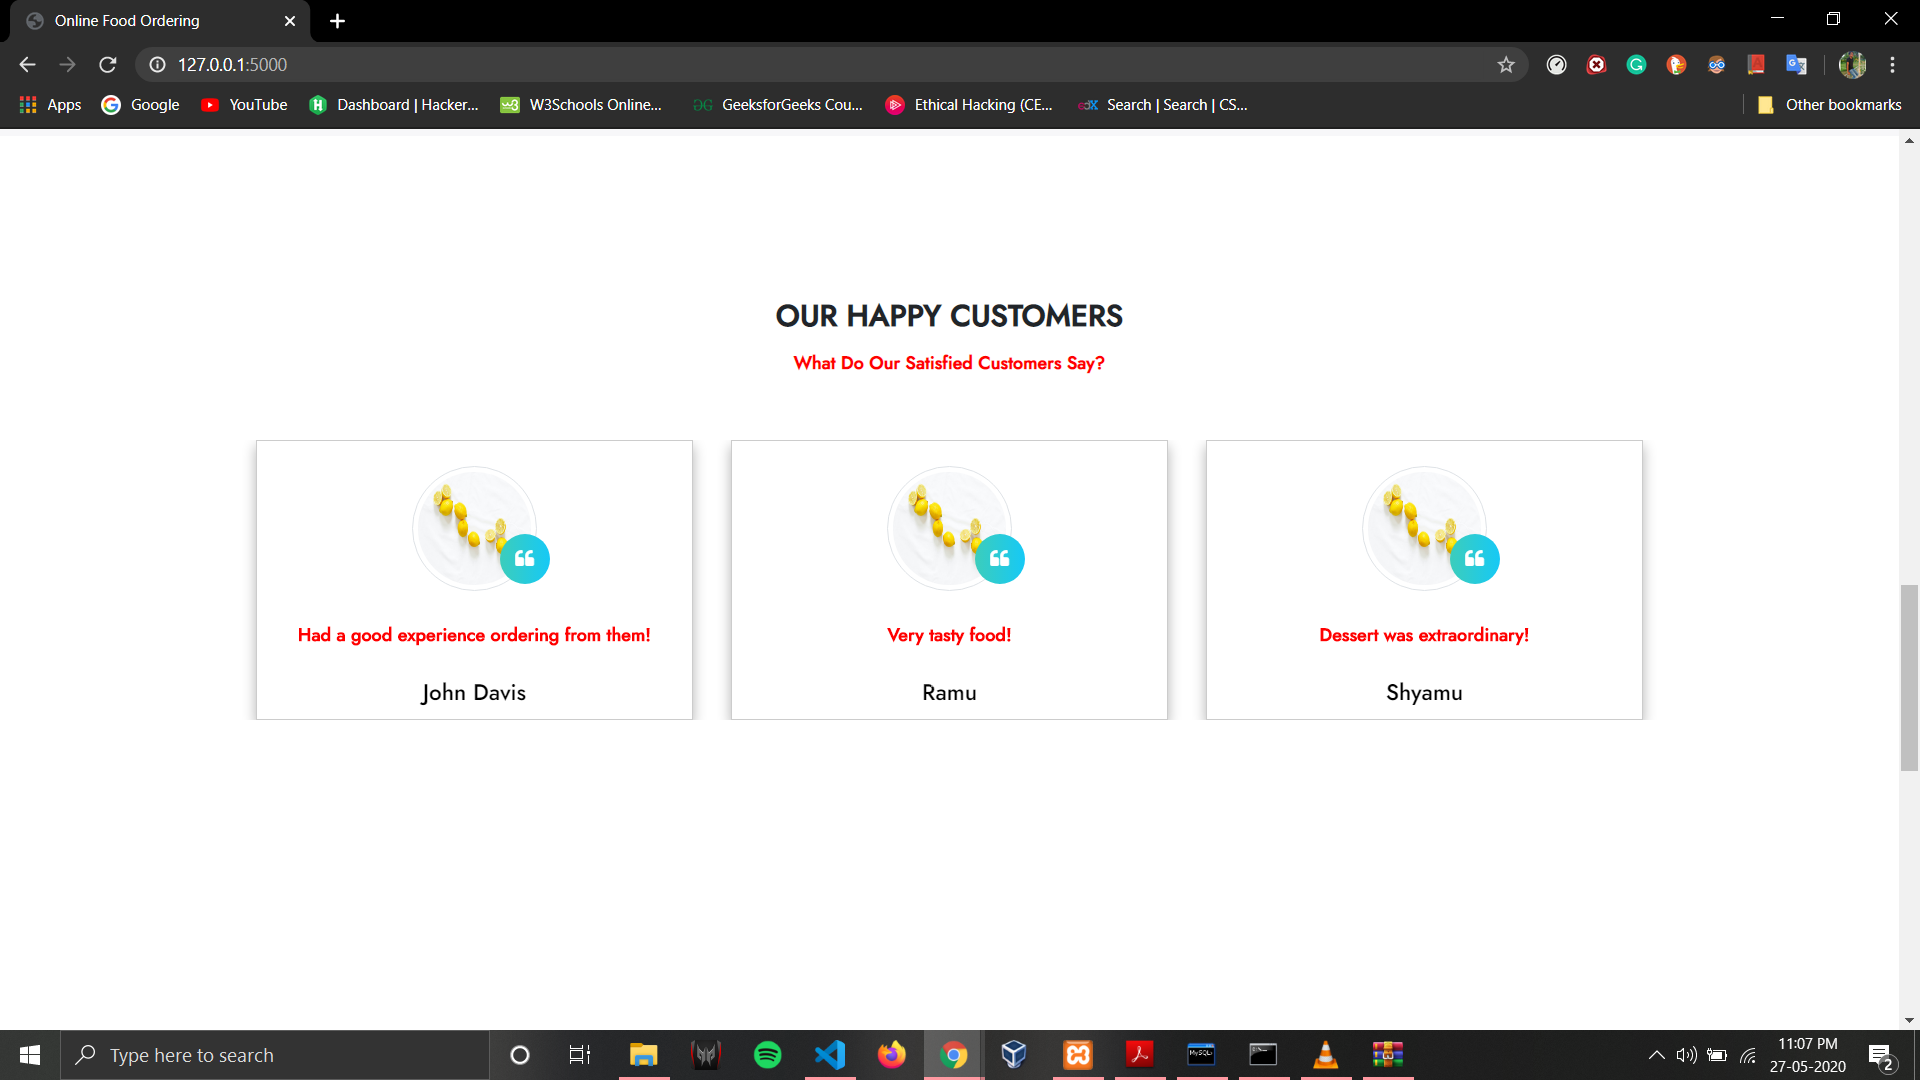 Online Food Ordering
127.0.0.1:5000
Apps Google YouTube Dashboard | Hacker... W3Schools Online... GeeksforGeeks Cou... Ethical Hacking (CE... Search | Search | CS... Other bookmarks
OUR HAPPY CUSTOMERS
What Do Our Satisfied Customers Say?
Had a good experience ordering from them!
John Davis
Very tasty food!
Ramu
Dessert was extraordinary!
Shyamu
Type here to search
11:07 PM
27-05-2020
2